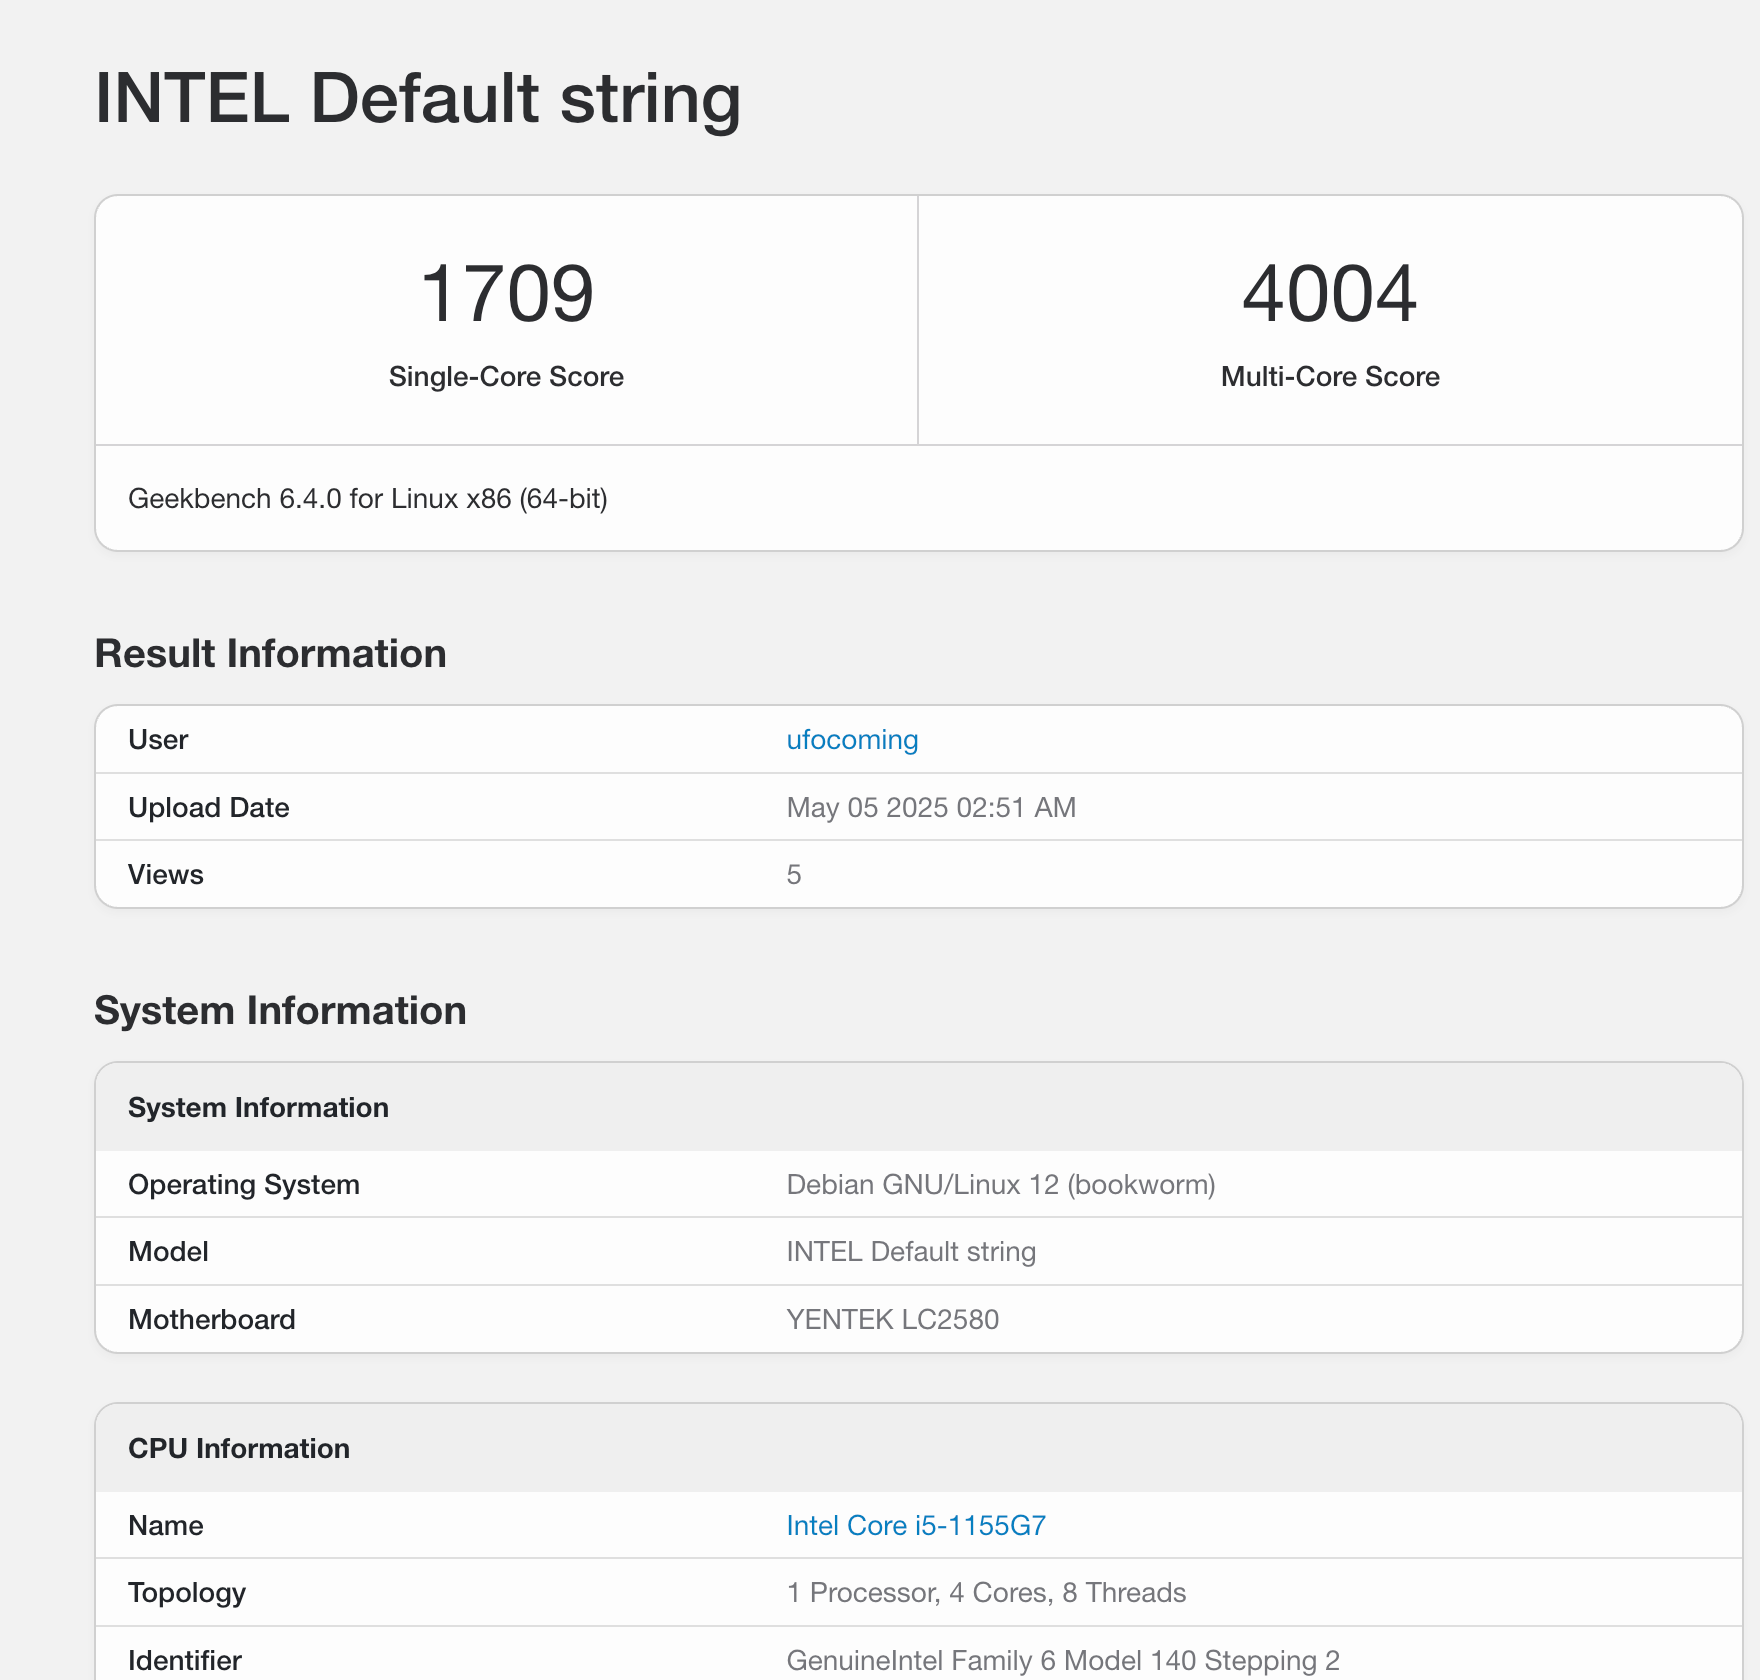 INTEL Default string
1709
Single-Core Score
4004
Multi-Core Score
Geekbench 6.4.0 for Linux x86 (64-bit)
Result Information
User ufocoming
Upload Date May 05 2025 02:51 AM
Views 5
System Information
System Information
Operating System Debian GNU/Linux 12 (bookworm)
Model INTEL Default string
Motherboard YENTEK LC2580
CPU Information
Name Intel Core i5-1155G7
Topology 1 Processor, 4 Cores, 8 Threads
Identifier GenuineIntel Family 6 Model 140 Stepping 2